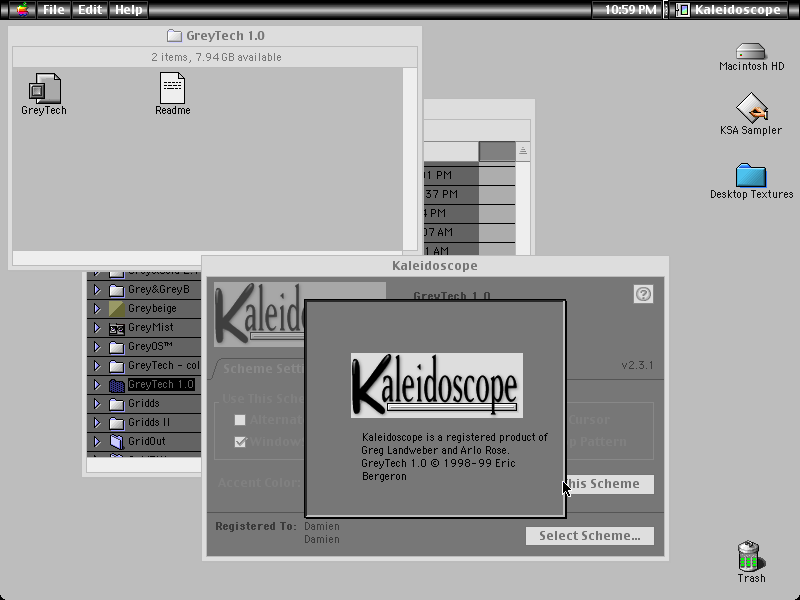 File Edit Help
10:59 PM
Kaleidoscope
GreyTech 1.0
2 items, 7.94 GB available
GreyTech
Readme
Macintosh HD
KSA Sampler
Desktop Textures
Trash
01 PM
37 PM
4 PM
07 AM
1 AM
Grey&GreyB
Greybeige
GreyMist
GreyOS™
GreyTech - col
GreyTech 1.0
Gridds
Gridds II
GridOut
Kaleidoscope
Kaleido
GreyTech 1.0
v2.3.1
Scheme Setti
Use This Sche
Alternat
Window
Cursor
p Pattern
Accent Color:
his Scheme
Registered To: Damien
Damien
Select Scheme...
Kaleidoscope
Kaleidoscope is a registered product of
Greg Landweber and Arlo Rose.
GreyTech 1.0 © 1998-99 Eric
Bergeron